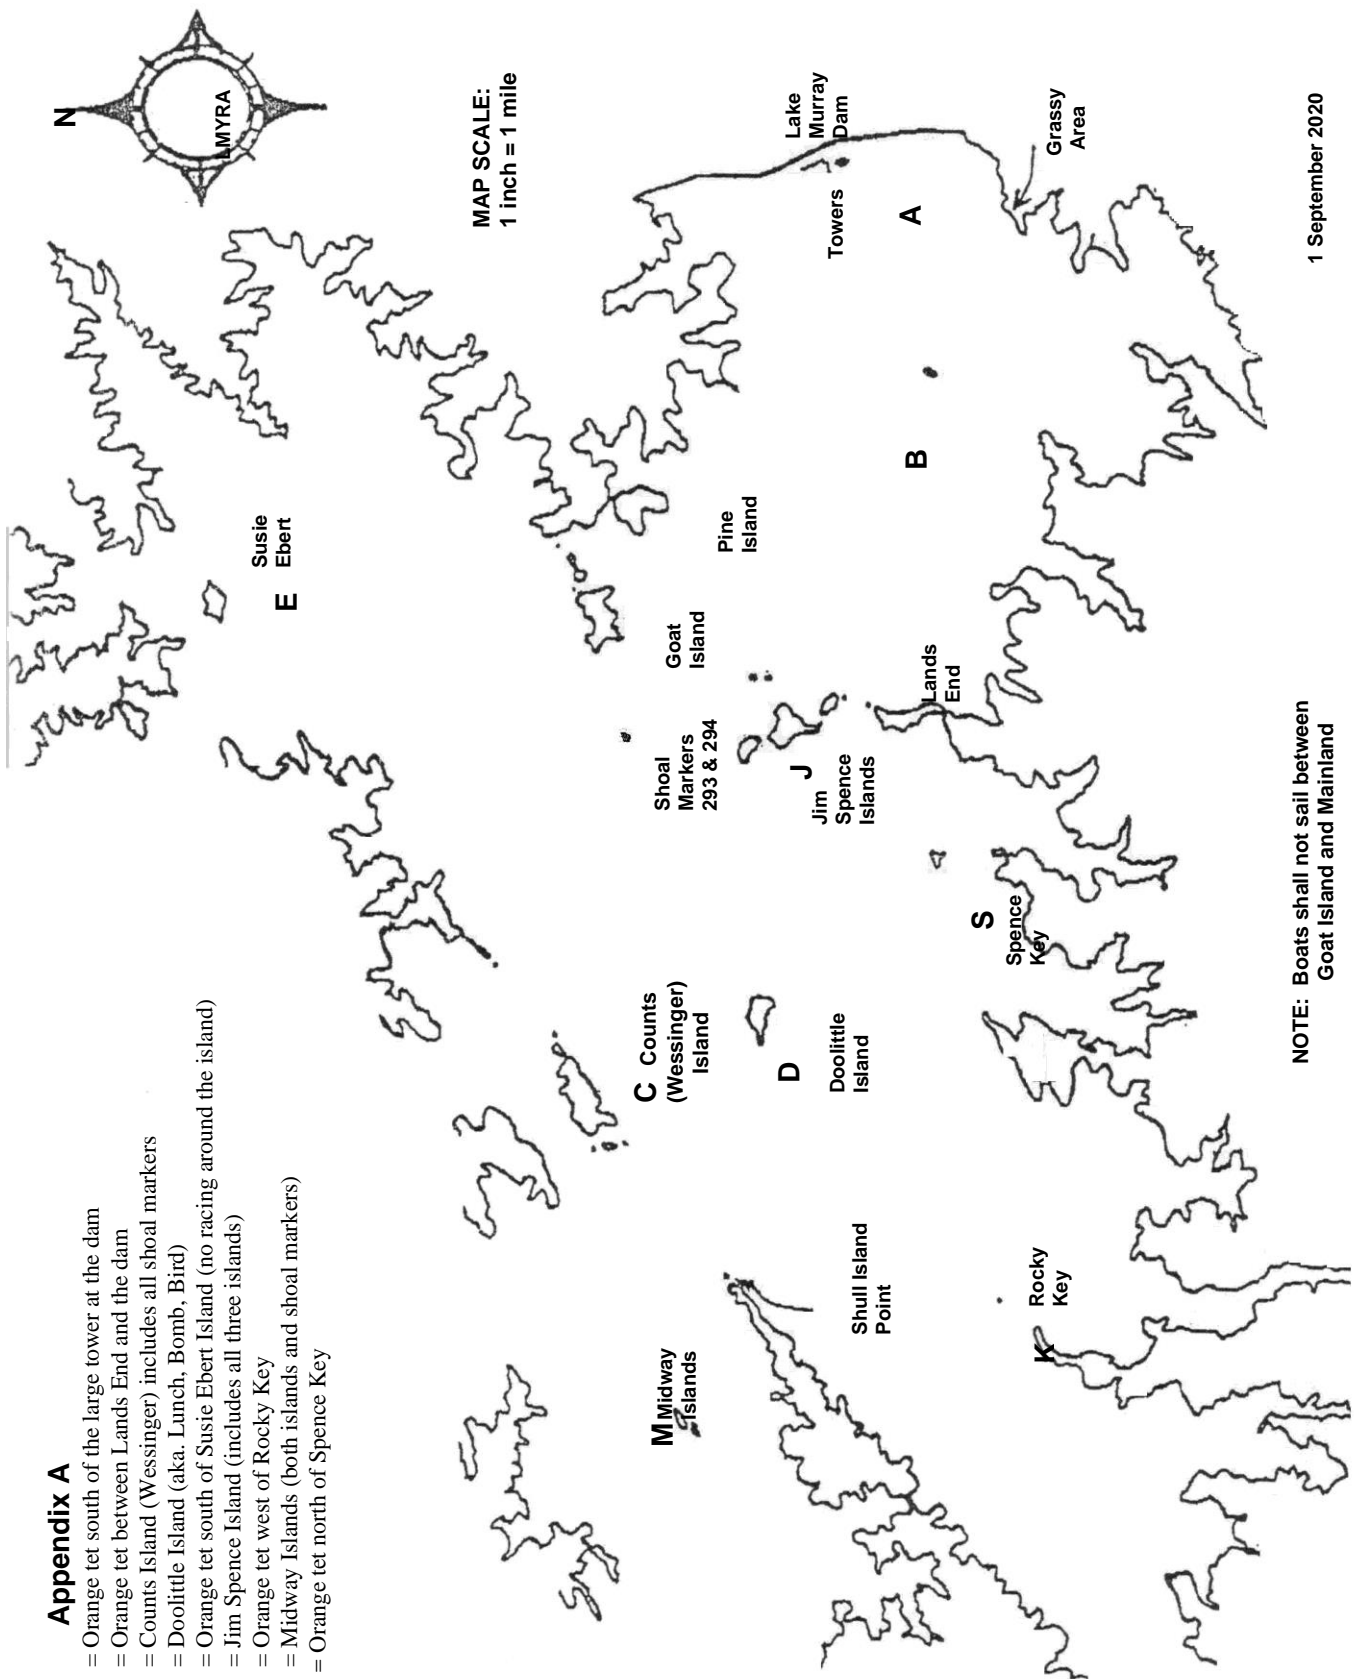 Appendix A
= Orange tet south of the large tower at the dam
= Orange tet between Lands End and the dam
= Counts Island (Wessinger) includes all shoal markers
= Doolittle Island (aka. Lunch, Bomb, Bird)
= Orange tet south of Susie Ebert Island (no racing around the island)
= Jim Spence Island (includes all three islands)
= Orange tet west of Rocky Key
= Midway Islands (both islands and shoal markers)
= Orange tet north of Spence Key
N
LMYRA
MAP SCALE:
1 inch = 1 mile
Susie
Ebert
E
Lake
Murray
Dam
Towers
A
Grassy
Area
B
Pine
Island
Goat
Island
Shoal
Markers
293 & 294
J
Jim
Spence
Islands
Lands
End
S
Spence
Key
C Counts
(Wessinger)
Island
D
Doolittle
Island
M Midway
Islands
Shull Island
Point
Rocky
Key
K
NOTE: Boats shall not sail between
Goat Island and Mainland
1 September 2020